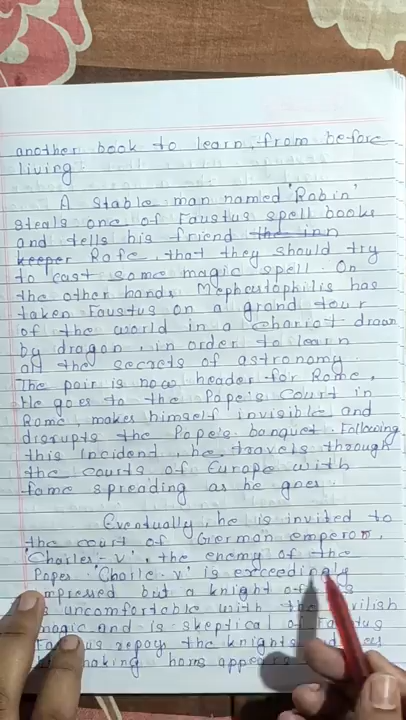 another book to learn, from before
living.
A stable man named 'Robin'
steals one of Faustus spell books
and tells his friend the inn
keeper Rafe, that they should try
to cast some magic spell. On
the other hand, Mephostophilis has
taken Faustus on a grand tour
of the world in a chariot drawn
by dragon, in order to learn
all the secrets of astronomy.
The pair is now header for Rome.
He goes to the Pope's court in
Rome, makes himself invisible and
disrupts the Pope's banquet. Following
this incident, he travels through
the courts of Europe with
fame spreading as he goes.
Eventually, he is invited to
the court of German emperor,
'Charles-V', the enemy of the
Pope. 'Charle-v' is exceedingly
impressed but a knight of
is uncomfortable with the
magic and is skeptical of Faustus
repay the knights
making horns appear